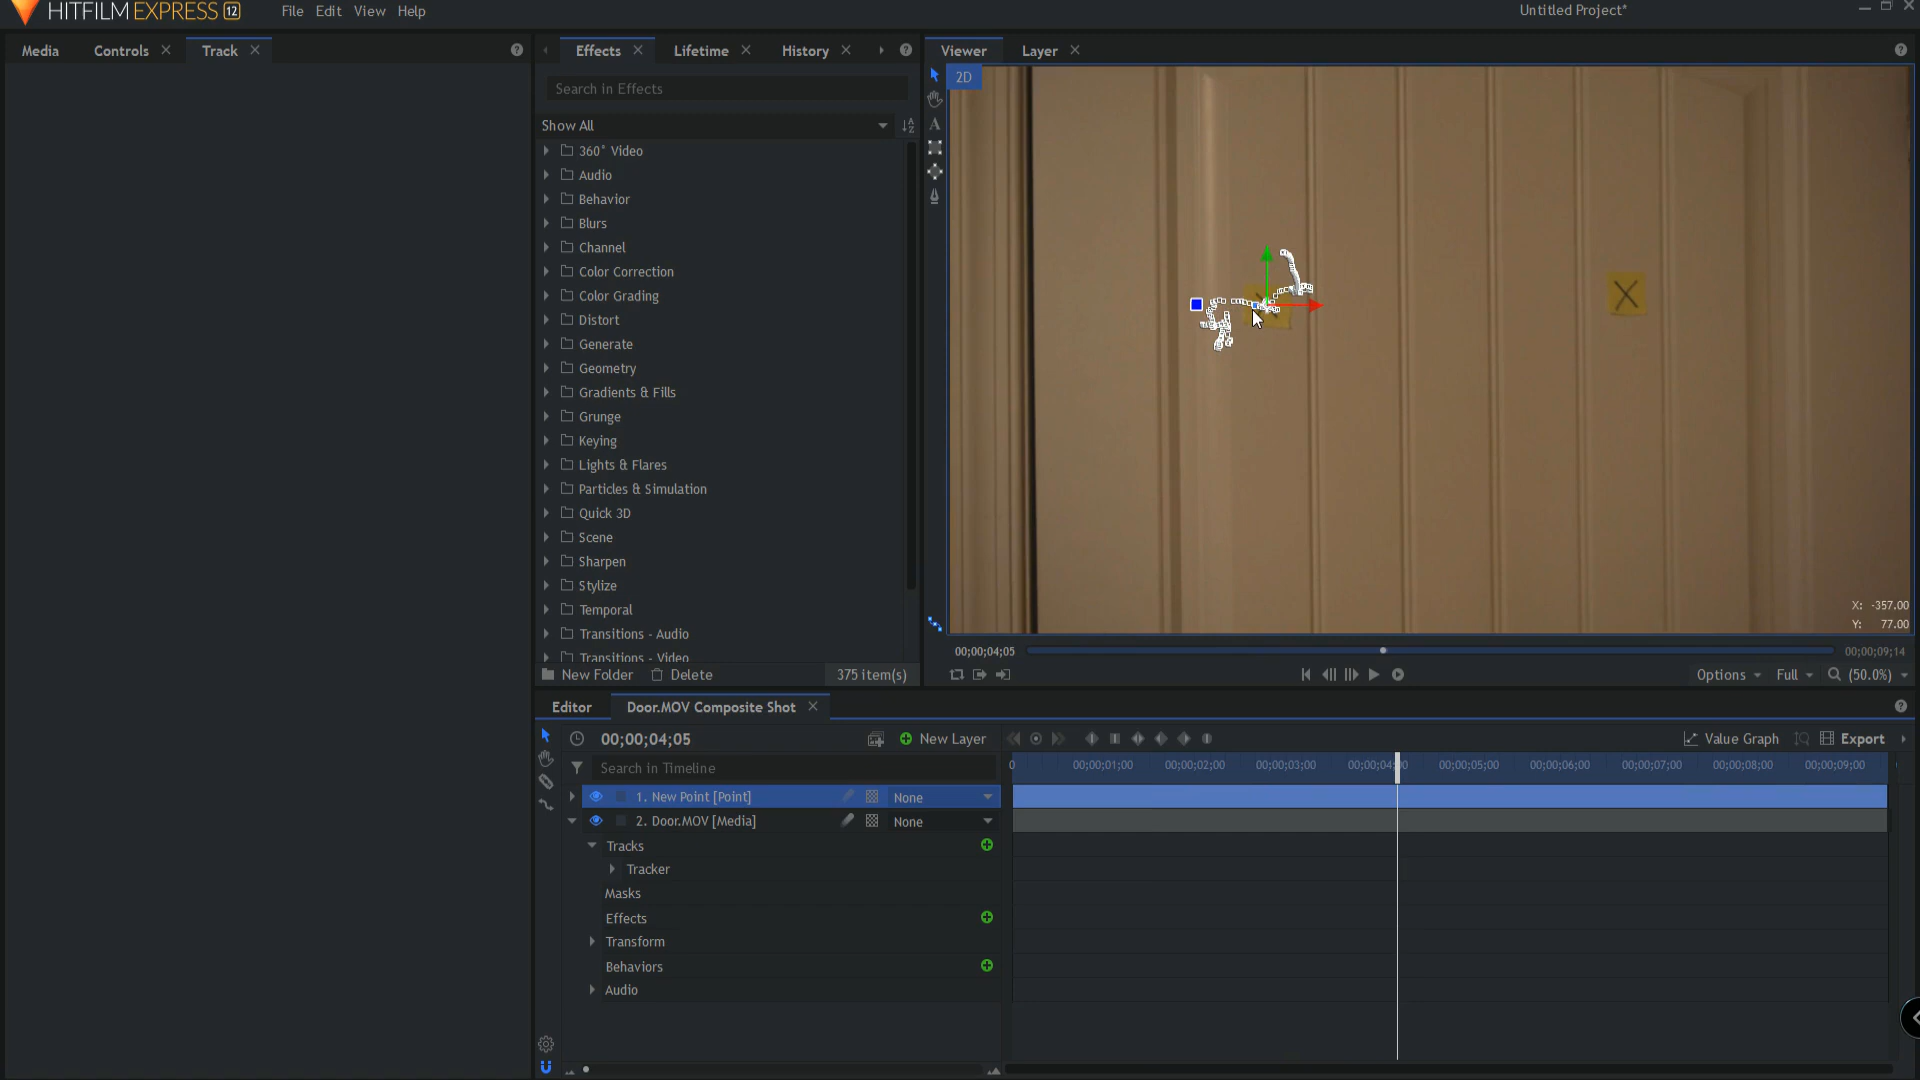 HITFILM EXPRESS 12
File Edit View Help
Untitled Project*
Media Controls Track
Effects Lifetime History
Viewer Layer
2D
Search in Effects
Show All
360° Video
Audio
Behavior
Blurs
Channel
Color Correction
Color Grading
Distort
Generate
Geometry
Gradients & Fills
Grunge
Keying
Lights & Flares
Particles & Simulation
Quick 3D
Scene
Sharpen
Stylize
Temporal
Transitions - Audio
Transitions - Video
New Folder Delete 375 item(s)
X
X: -357.00
Y: 77.00
00;00;04;05 00;00;09;14
Options Full (50.0%)
Editor Door.MOV Composite Shot
00;00;04;05 New Layer
Value Graph Export
Search in Timeline
0 00;00;01;00 00;00;02;00 00;00;03;00 00;00;04;00 00;00;05;00 00;00;06;00 00;00;07;00 00;00;08;00 00;00;09;00
1. New Point [Point] None
2. Door.MOV [Media] None
Tracks
Tracker
Masks
Effects
Transform
Behaviors
Audio